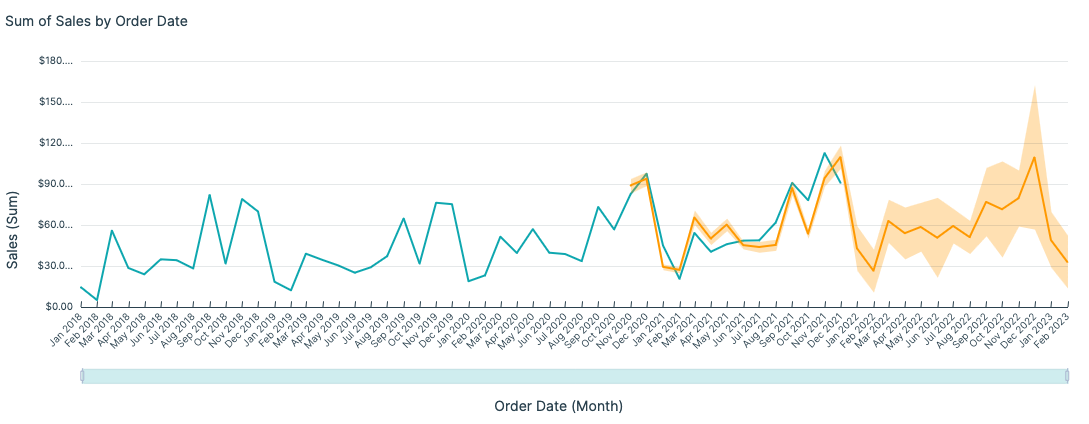 Sum of Sales by Order Date
$180....
$150....
$120....
$90.0...
$60.0...
$30.0...
$0.00
Sales (Sum)
Jan 2018
Feb 2018
Mar 2018
Apr 2018
May 2018
Jun 2018
Jul 2018
Aug 2018
Sep 2018
Oct 2018
Nov 2018
Dec 2018
Jan 2019
Feb 2019
Mar 2019
Apr 2019
May 2019
Jun 2019
Jul 2019
Aug 2019
Sep 2019
Oct 2019
Nov 2019
Dec 2019
Jan 2020
Feb 2020
Mar 2020
Apr 2020
May 2020
Jun 2020
Jul 2020
Aug 2020
Sep 2020
Oct 2020
Nov 2020
Dec 2020
Jan 2021
Feb 2021
Mar 2021
Apr 2021
May 2021
Jun 2021
Jul 2021
Aug 2021
Sep 2021
Oct 2021
Nov 2021
Dec 2021
Jan 2022
Feb 2022
Mar 2022
Apr 2022
May 2022
Jun 2022
Jul 2022
Aug 2022
Sep 2022
Oct 2022
Nov 2022
Dec 2022
Jan 2023
Feb 2023
Order Date (Month)